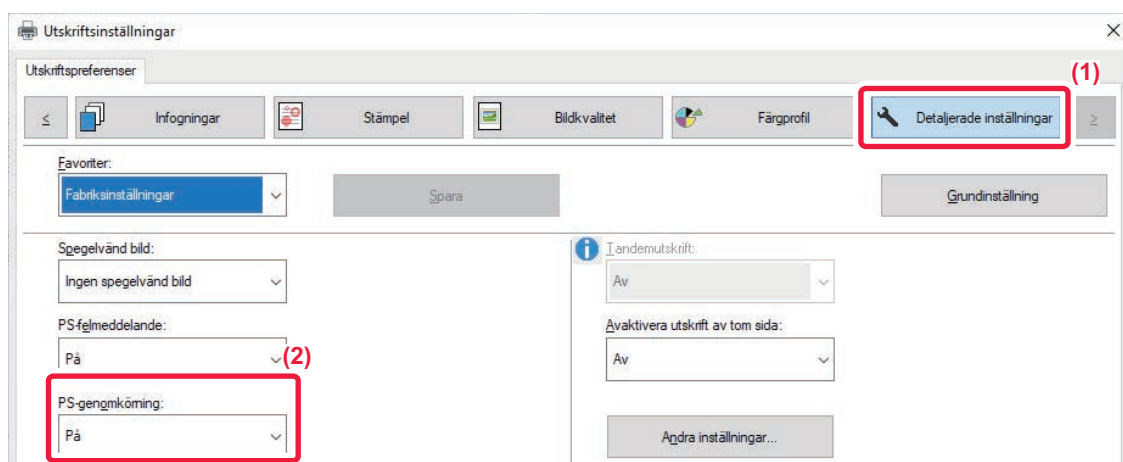 Utskriftsinställningar
Utskriftspreferenser
(1)
<
Infogningar
Stämpel
Bildkvalitet
Färgprofil
Detaljerade inställningar
>
Favoriter:
Fabriksinställningar
Spara
Grundinställning
Spegelvänd bild:
Ingen spegelvänd bild
PS-felmeddelande:
På
(2)
PS-genomkörning:
På
Tandemutskrift:
Av
Avaktivera utskrift av tom sida:
Av
Andra inställningar...